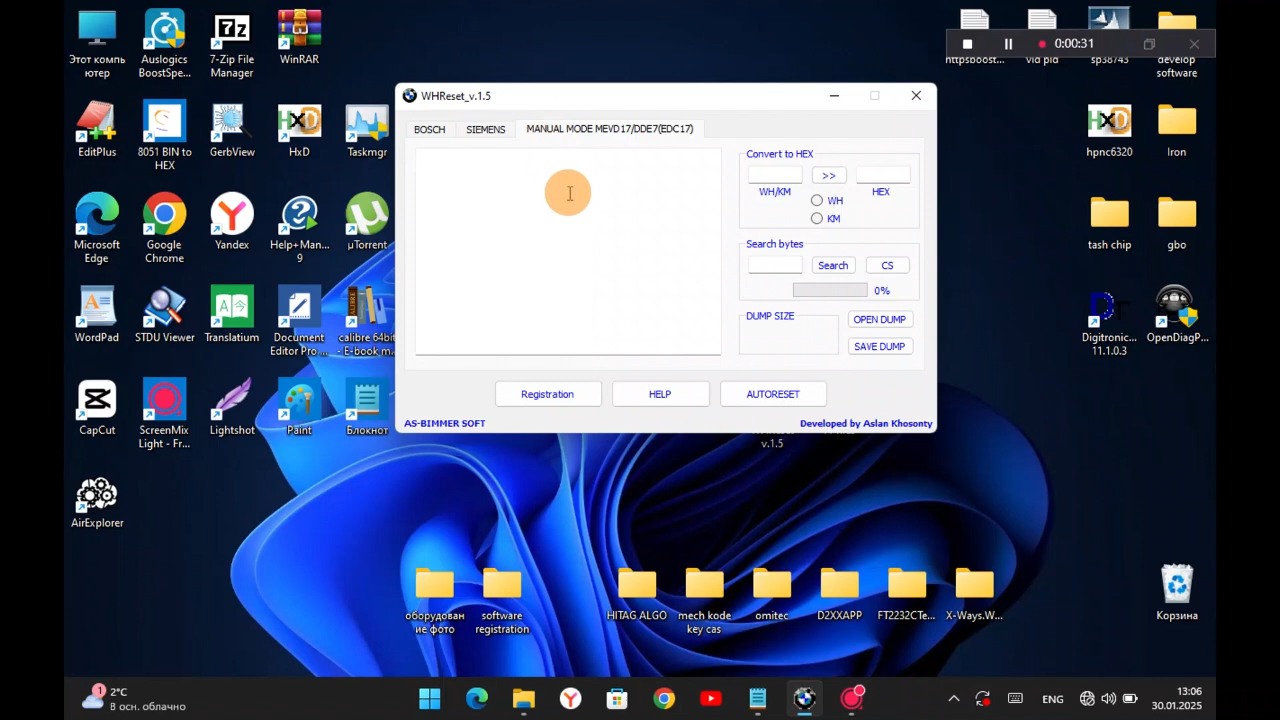 Этот компь
ютер
Auslogics
BoostSpe...
7-Zip File
Manager
WinRAR
develop
software
0:00:31
WHReset_v.1.5
BOSCH
SIEMENS
MANUAL MODE MEVD17/DDE7(EDC17)
Convert to HEX
>>
WH/KM
HEX
WH
KM
Search bytes
Search
CS
0%
DUMP SIZE
OPEN DUMP
SAVE DUMP
Registration
HELP
AUTORESET
AS-BIMMER SOFT
Developed by Aslan Khosonty
v.1.5
EditPlus
8051 BIN to
HEX
GerbView
HxD
Taskmgr
hpnc6320
Iron
Microsoft
Edge
Google
Chrome
Yandex
Help+Man...
9
µTorrent
tash chip
gbo
WordPad
STDU Viewer
Translatium
Document
Editor Pro...
calibre 64bit
- E-book m...
Digitronic...
11.1.0.3
OpenDiagP...
CapCut
ScreenMix
Light - Fr...
Lightshot
Paint
Блокнот
AirExplorer
оборудован
ие фото
software
registration
HITAG ALGO
mech kode
key cas
omitec
D2XXAPP
FT2232CTe...
X-Ways.W...
Корзина
1
2°C
В осн. облачно
ENG
13:06
30.01.2025